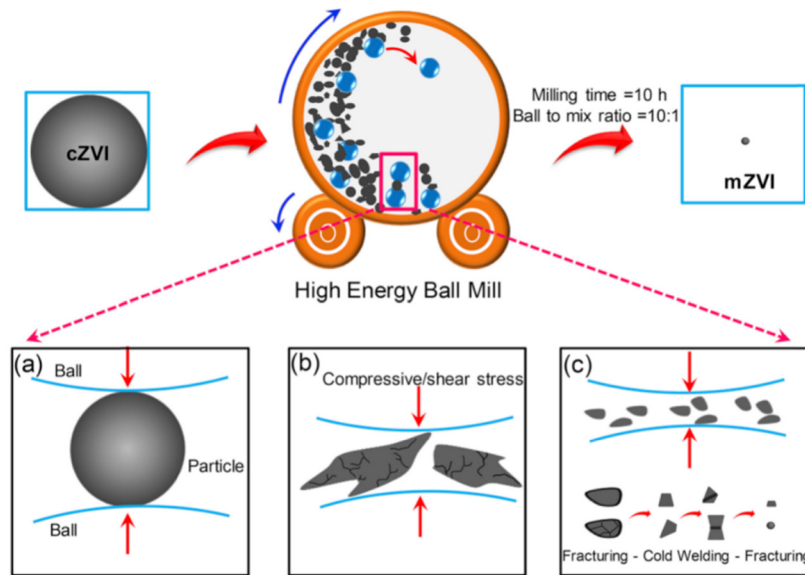 cZVI
Milling time =10 h
Ball to mix ratio =10:1
mZVI
High Energy Ball Mill
(a)
Ball
Particle
Ball
(b)
Compressive/shear stress
(c)
Fracturing - Cold Welding - Fracturing